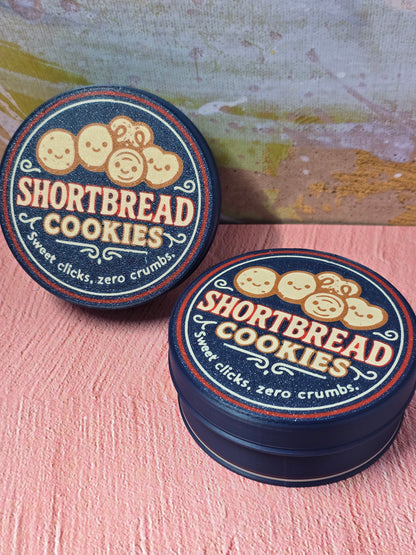 SHORTBREAD
COOKIES
Sweet clicks, zero crumbs.
SHORTBREAD
COOKIES
Sweet clicks, zero crumbs.